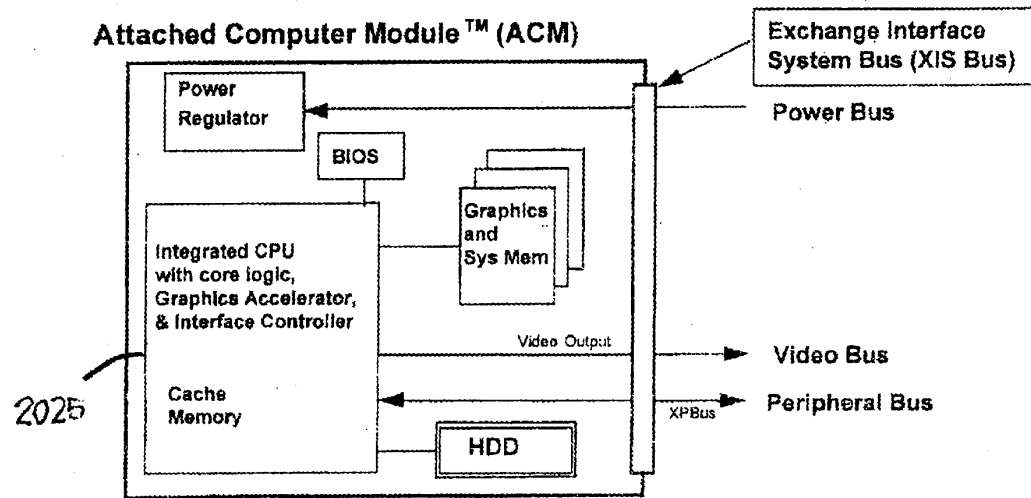 Attached Computer Module™ (ACM)
Exchange Interface
System Bus (XIS Bus)
Power
Regulator
Power Bus
BIOS
Graphics
and
Sys Mem
Integrated CPU
with core logic,
Graphics Accelerator,
& Interface Controller
Video Output
Video Bus
2025
Cache
Memory
XPBus
Peripheral Bus
HDD